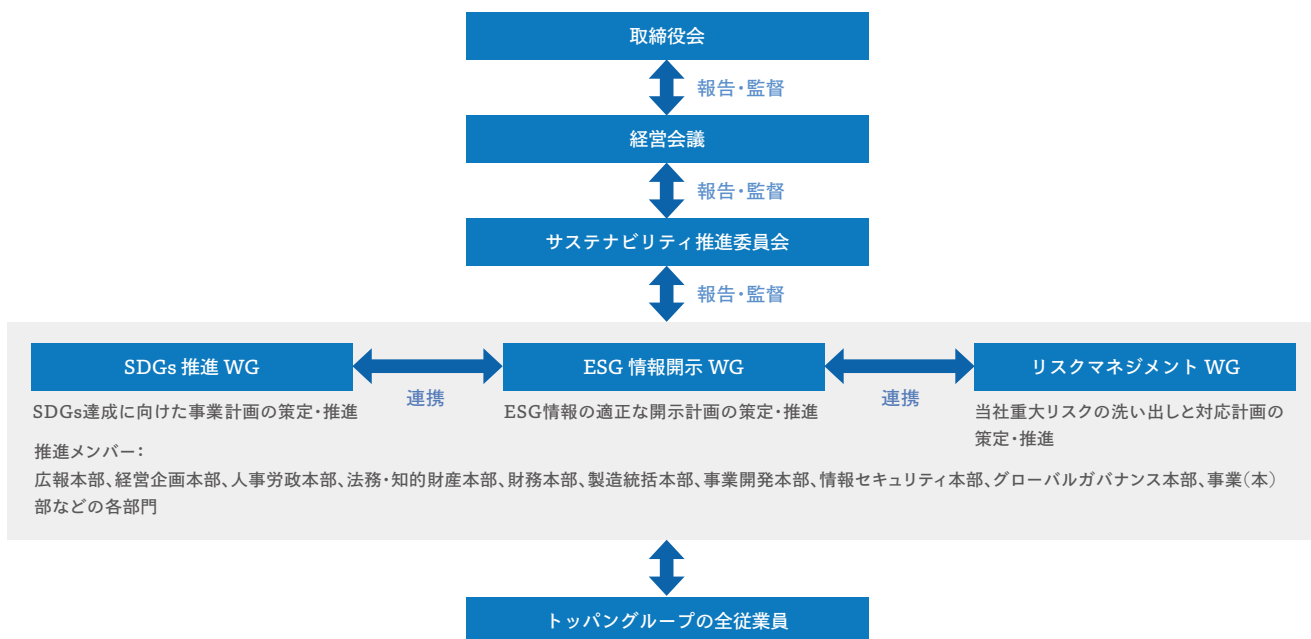 取締役会
報告・監督
経営会議
報告・監督
サステナビリティ推進委員会
報告・監督
SDGs 推進 WG
ESG 情報開示 WG
リスクマネジメント WG
連携
連携
SDGs達成に向けた事業計画の策定・推進
ESG情報の適正な開示計画の策定・推進
当社重大リスクの洗い出しと対応計画の
策定・推進
推進メンバー：
広報本部、経営企画本部、人事労政本部、法務・知的財産本部、財務本部、製造統括本部、事業開発本部、情報セキュリティ本部、グローバルガバナンス本部、事業（本）
部などの各部門
トッパングループの全従業員